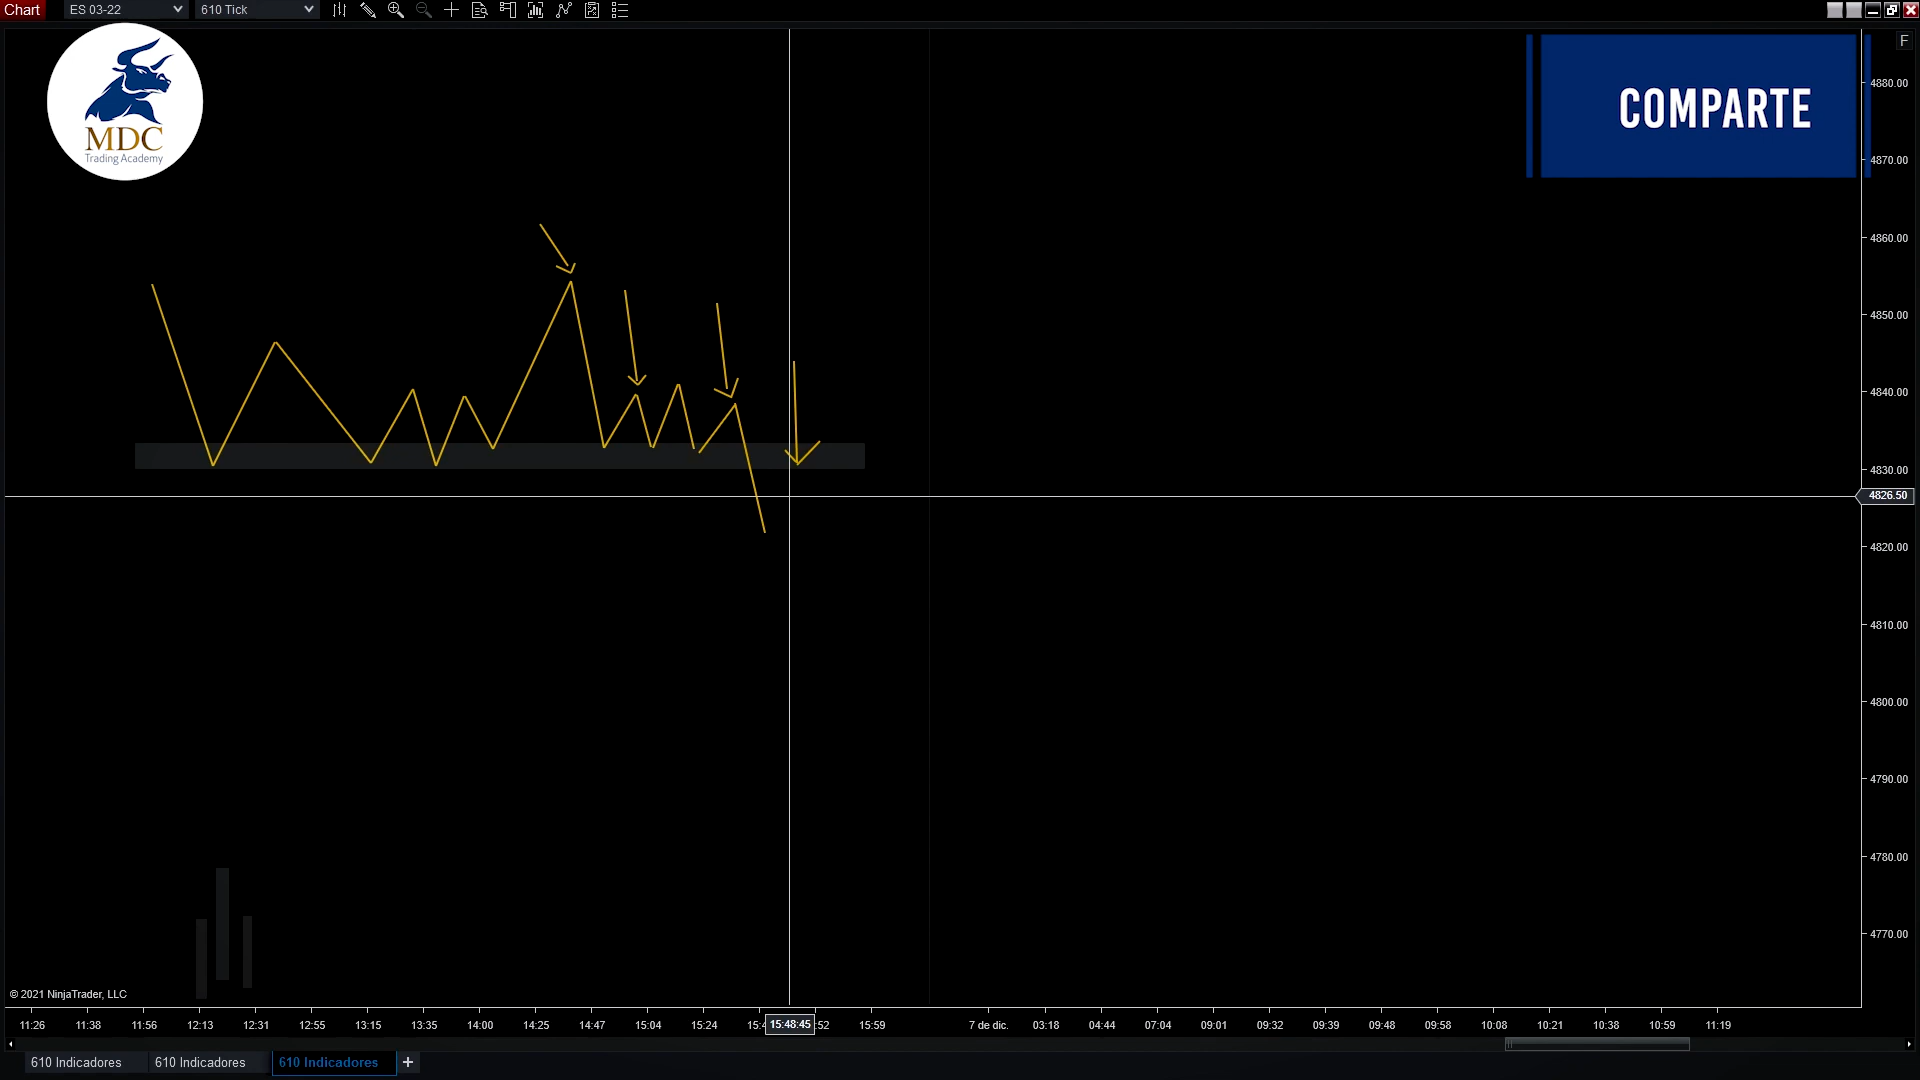 Chart ES 03-22 610 Tick
F
MDC
Trading Academy
COMPARTE
4880.00
4870.00
4860.00
4850.00
4840.00
4830.00
4826.50
4820.00
4810.00
4800.00
4790.00
4780.00
4770.00
© 2021 NinjaTrader, LLC
11:26 11:38 11:56 12:13 12:31 12:55 13:15 13:35 14:00 14:25 14:47 15:04 15:24 15:48:45 :52 15:59 7 de dic. 03:18 04:44 07:04 09:01 09:32 09:39 09:48 09:58 10:08 10:21 10:38 10:59 11:19
610 Indicadores 610 Indicadores 610 Indicadores +